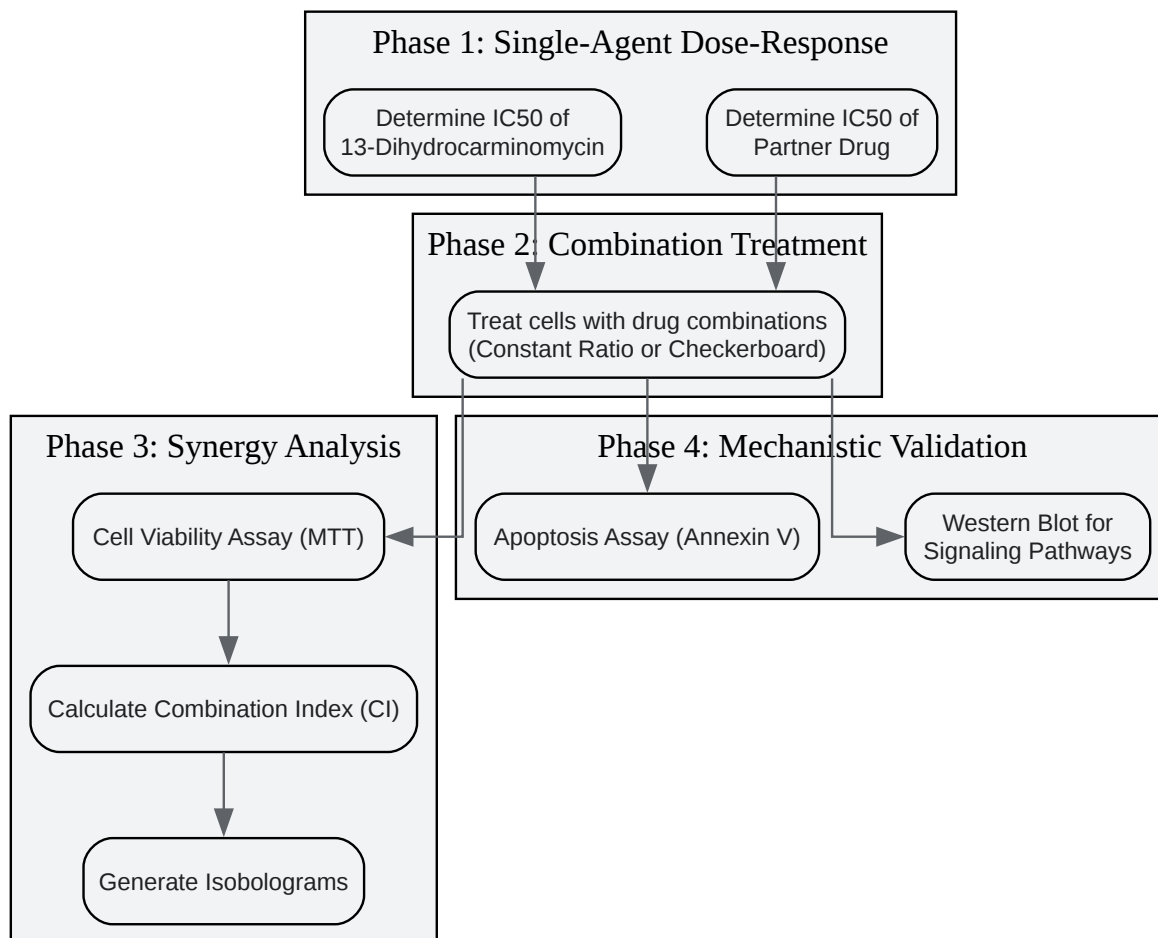 Phase 1: Single-Agent Dose-Response
Determine IC50 of
13-Dihydrocarminomycin
Determine IC50 of
Partner Drug
Phase 2: Combination Treatment
Treat cells with drug combinations
(Constant Ratio or Checkerboard)
Phase 3: Synergy Analysis
Cell Viability Assay (MTT)
Calculate Combination Index (CI)
Generate Isobolograms
Phase 4: Mechanistic Validation
Apoptosis Assay (Annexin V)
Western Blot for
Signaling Pathways